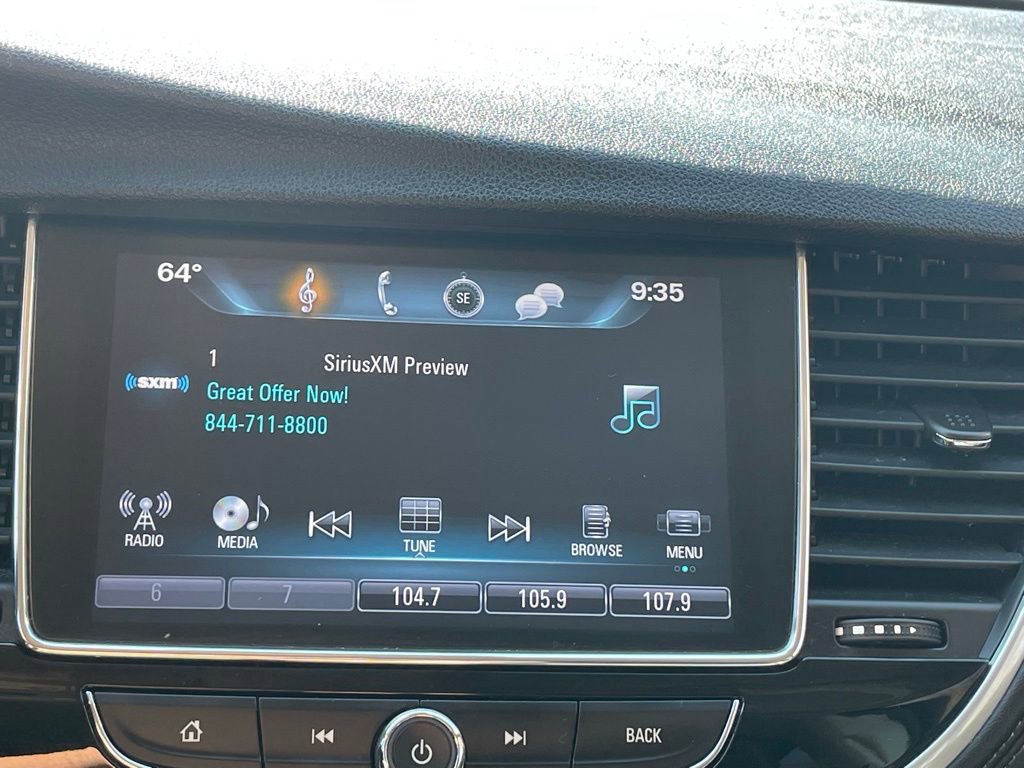 64°
SE
9:35
1 SiriusXM Preview
((sxm))
Great Offer Now!
844-711-8800
RADIO
MEDIA
TUNE
BROWSE
MENU
6
7
104.7
105.9
107.9
BACK